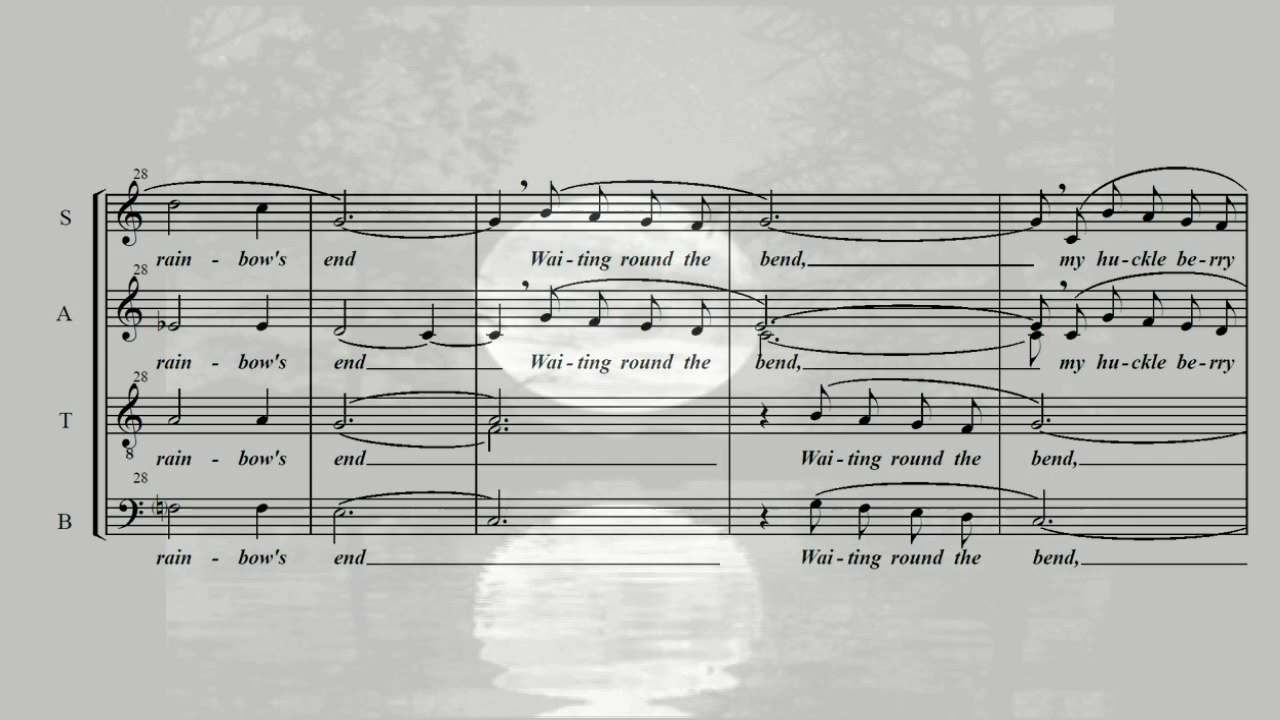 28
S
rain - bow's end Wai - ting round the bend, my hu - ckle be - rry
28
A
rain - bow's end Wai - ting round the bend, my hu - ckle be - rry
28
T
8
rain - bow's end Wai - ting round the bend,
28
B
rain - bow's end Wai - ting round the bend,